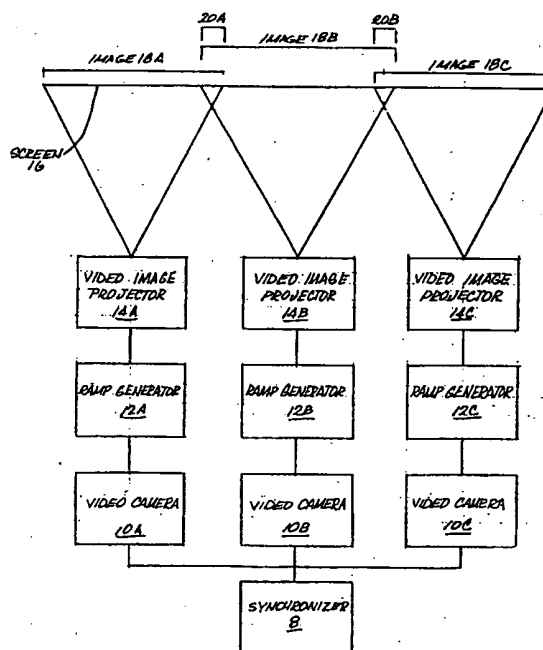 20A 20B
IMAGE 18B
IMAGE 18A IMAGE 18C
SCREEN
16
VIDEO IMAGE
PROJECTOR
14A
VIDEO IMAGE
PROJECTOR
14B
VIDEO IMAGE
PROJECTOR
14C
RAMP GENERATOR
12A
RAMP GENERATOR
12B
RAMP GENERATOR
12C
VIDEO CAMERA
10A
VIDEO CAMERA
10B
VIDEO CAMERA
10C
SYNCHRONIZER
8